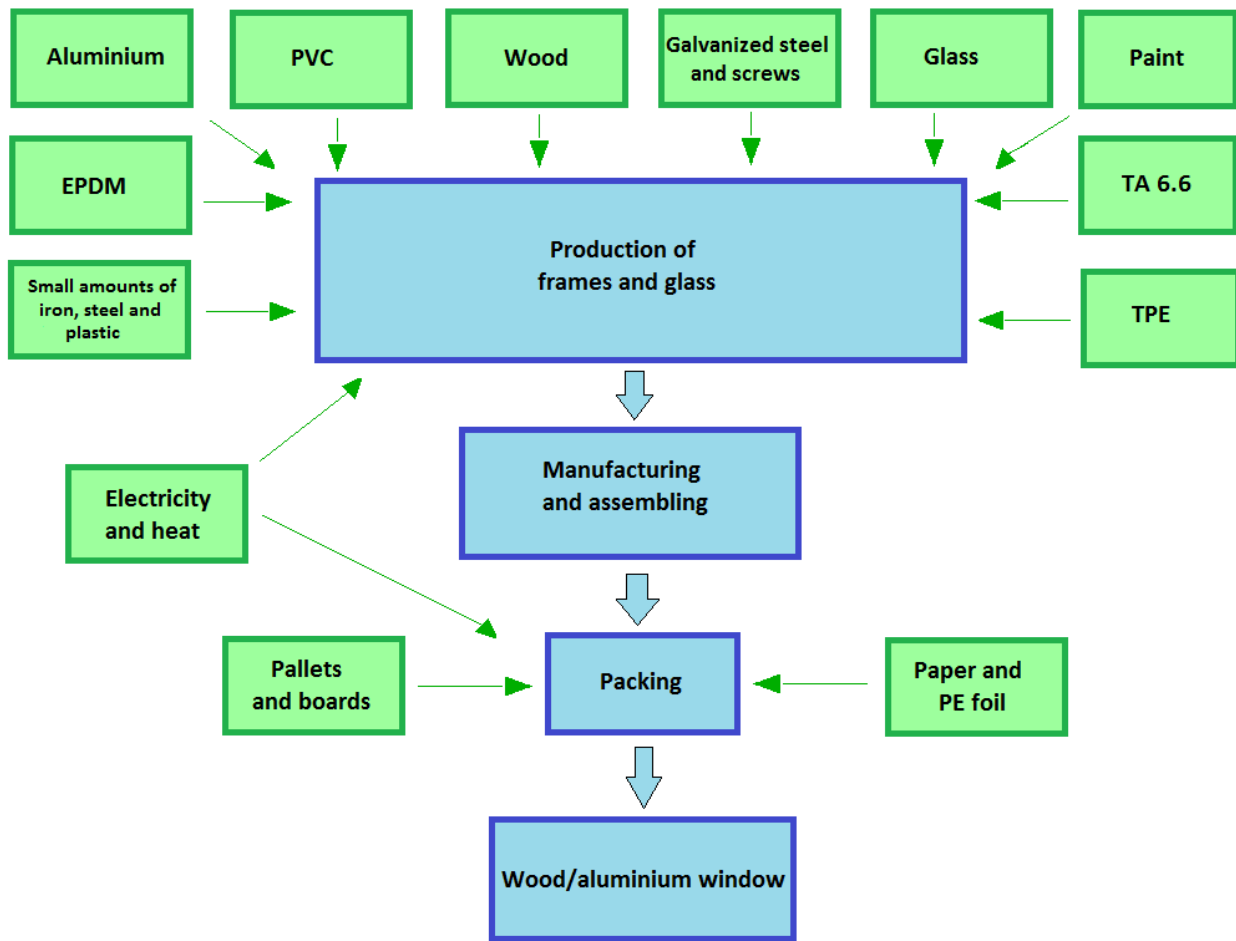 Aluminium
PVC
Wood
Galvanized steel
and screws
Glass
Paint
EPDM
TA 6.6
Small amounts of
iron, steel and
plastic
Production of
frames and glass
TPE
Electricity
and heat
Manufacturing
and assembling
Pallets
and boards
Packing
Paper and
PE foil
Wood/aluminium window